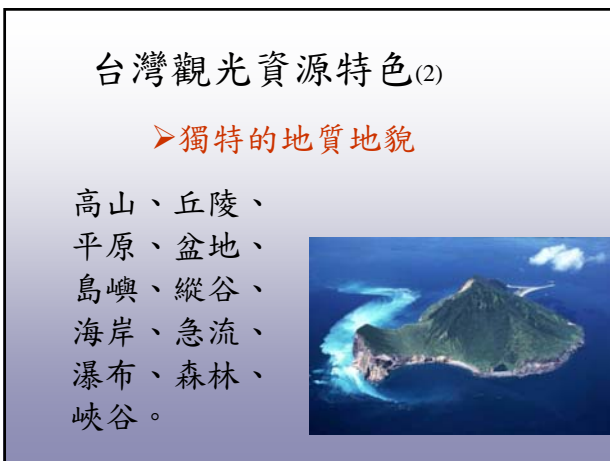 台灣觀光資源特色(2)
➢獨特的地質地貌
高山、丘陵、
平原、盆地、
島嶼、縱谷、
海岸、急流、
瀑布、森林、
峽谷。